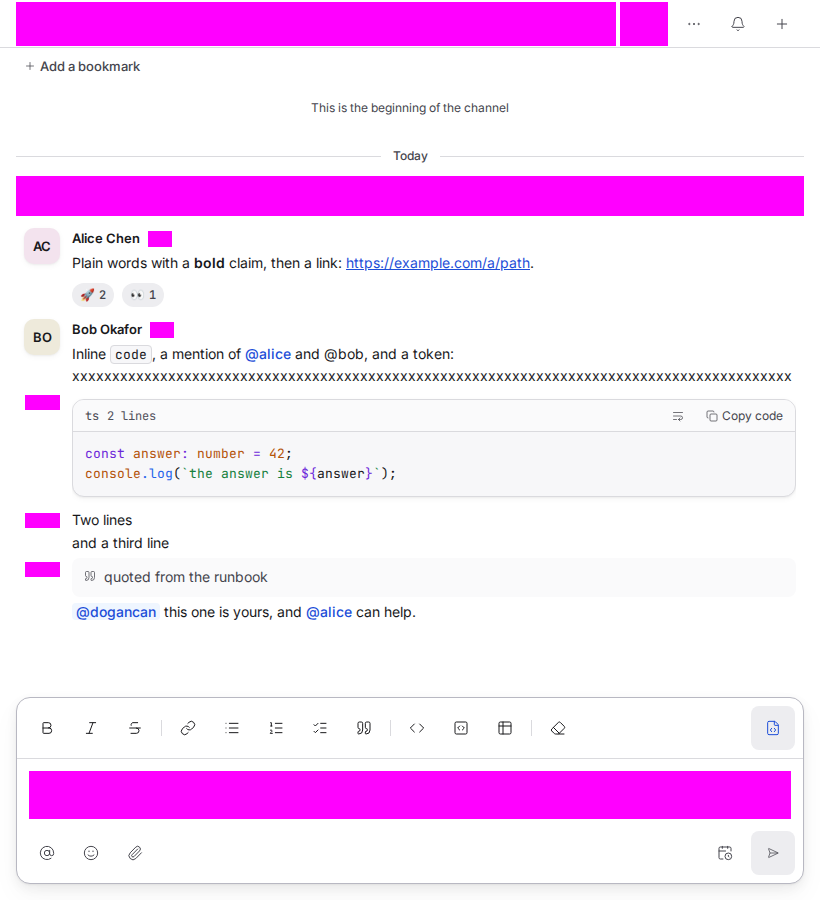 Add a bookmark
This is the beginning of the channel
Today
AC
Alice Chen
Plain words with a bold claim, then a link: https://example.com/a/path.
🚀 2 👀 1
BO
Bob Okafor
Inline code, a mention of @alice and @bob, and a token:
xxxxxxxxxxxxxxxxxxxxxxxxxxxxxxxxxxxxxxxxxxxxxxxxxxxxxxxxxxxxxxxxxxxxxxxxxxxxxxxxxxxxxxxxxx
ts 2 lines Copy code
const answer: number = 42;
console.log(`the answer is ${answer}`);
Two lines
and a third line
quoted from the runbook
@dogancan this one is yours, and @alice can help.